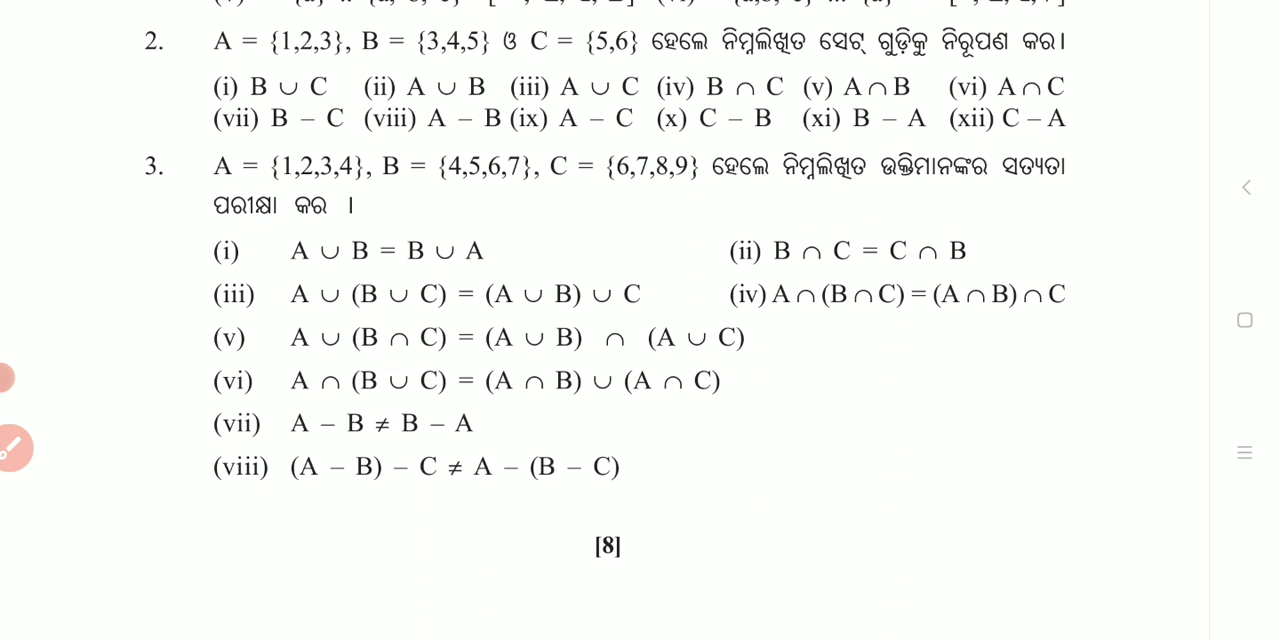 2. A = {1,2,3}, B = {3,4,5} ଓ C = {5,6} ହେଲେ ନିମ୍ନଲିଖିତ ସେଟ୍ ଗୁଡ଼ିକୁ ନିରୂପଣ କର।
(i) B ∪ C (ii) A ∪ B (iii) A ∪ C (iv) B ∩ C (v) A ∩ B (vi) A ∩ C
(vii) B – C (viii) A – B (ix) A – C (x) C – B (xi) B – A (xii) C – A
3. A = {1,2,3,4}, B = {4,5,6,7}, C = {6,7,8,9} ହେଲେ ନିମ୍ନଲିଖିତ ଉକ୍ତିମାନଙ୍କର ସତ୍ୟତା
ପରୀକ୍ଷା କର ।
(i) A ∪ B = B ∪ A (ii) B ∩ C = C ∩ B
(iii) A ∪ (B ∪ C) = (A ∪ B) ∪ C (iv) A ∩ (B ∩ C) = (A ∩ B) ∩ C
(v) A ∪ (B ∩ C) = (A ∪ B) ∩ (A ∪ C)
(vi) A ∩ (B ∪ C) = (A ∩ B) ∪ (A ∩ C)
(vii) A – B ≠ B – A
(viii) (A – B) – C ≠ A – (B – C)
[8]